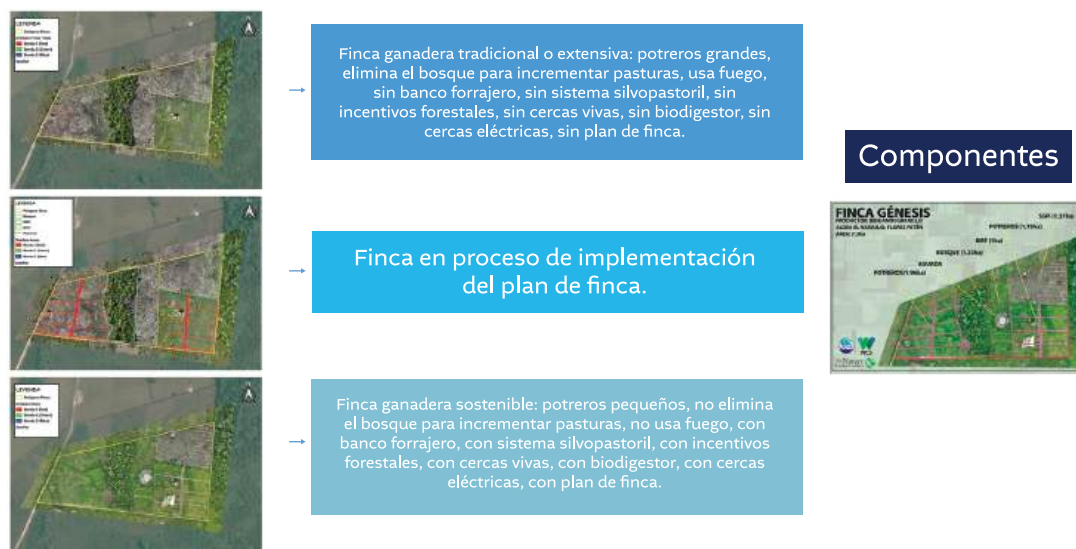 LEYENDA
Finca ganadera tradicional o extensiva: potreros grandes,
elimina el bosque para incrementar pasturas, usa fuego,
sin banco forrajero, sin sistema silvopastoril, sin
incentivos forestales, sin cercas vivas, sin biodigestor, sin
cercas eléctricas, sin plan de finca.
LEYENDA
Finca en proceso de implementación
del plan de finca.
LEYENDA
Finca ganadera sostenible: potreros pequeños, no elimina
el bosque para incrementar pasturas, no usa fuego, con
banco forrajero, con sistema silvopastoril, con incentivos
forestales, con cercas vivas, con biodigestor, con cercas
eléctricas, con plan de finca.
Componentes
FINCA GÉNESIS